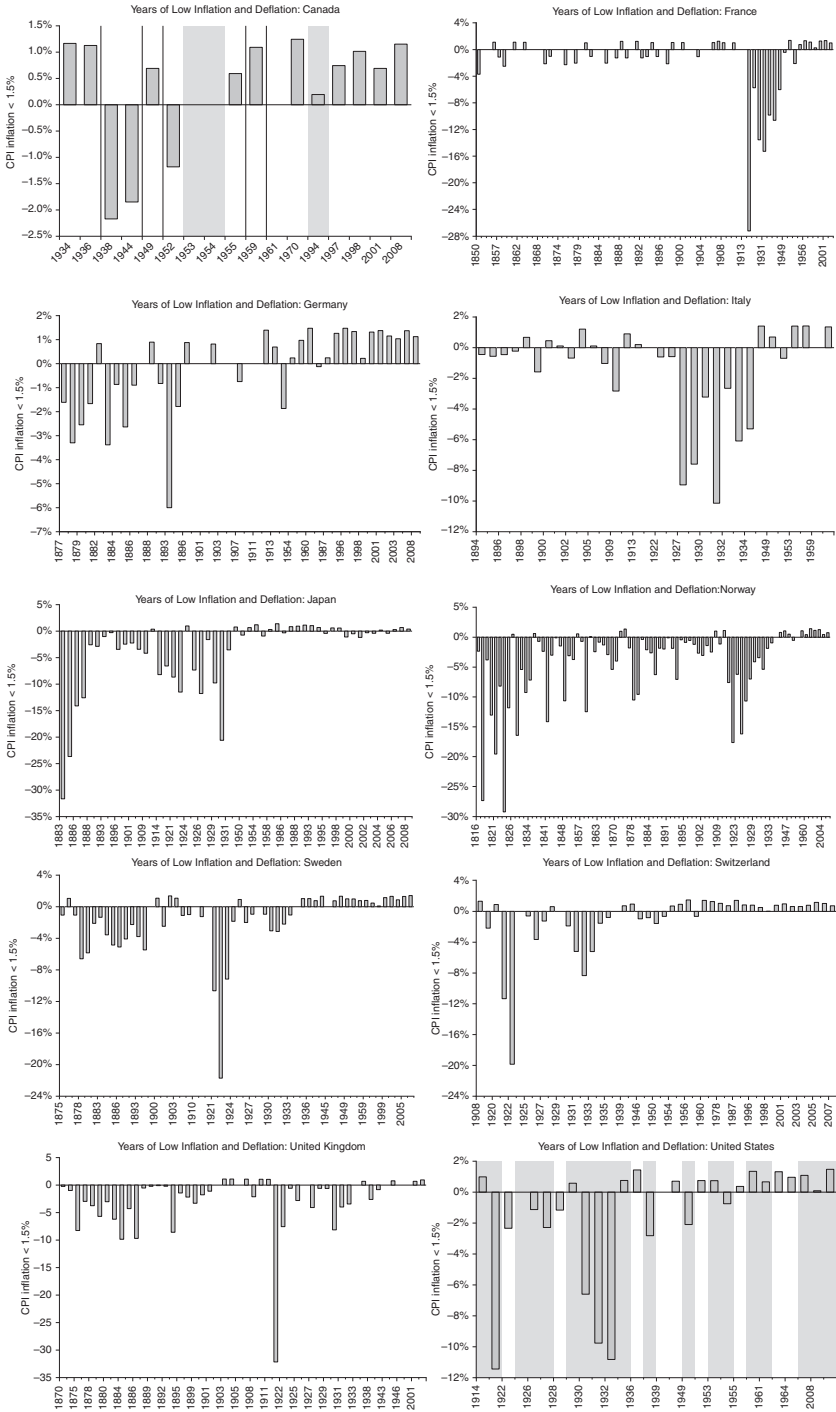 Years of Low Inflation and Deflation: Canada
CPI inflation < 1.5%
1.5%
1.0%
0.5%
0.0%
−0.5%
−1.0%
−1.5%
−2.0%
−2.5%
1934 1936 1938 1944 1949 1952 1953 1954 1955 1959 1961 1970 1994 1997 1998 2001 2008
Years of Low Inflation and Deflation: France
CPI inflation < 1.5%
4%
0%
−4%
−8%
−12%
−16%
−20%
−24%
−28%
1850 1857 1862 1868 1874 1879 1884 1888 1892 1896 1900 1904 1908 1913 1931 1949 1956 2001
Years of Low Inflation and Deflation: Germany
CPI inflation < 1.5%
2%
1%
0%
−1%
−2%
−3%
−4%
−5%
−6%
−7%
1877 1879 1882 1884 1886 1888 1893 1896 1901 1903 1907 1911 1913 1954 1960 1987 1996 1998 2001 2003 2008
Years of Low Inflation and Deflation: Italy
CPI inflation < 1.5%
2%
0%
−2%
−4%
−6%
−8%
−10%
−12%
1894 1896 1898 1900 1902 1905 1909 1913 1922 1927 1930 1932 1934 1949 1953 1959
Years of Low Inflation and Deflation: Japan
CPI inflation < 1.5%
5%
0%
−5%
−10%
−15%
−20%
−25%
−30%
−35%
1883 1886 1888 1893 1896 1901 1909 1914 1921 1924 1926 1929 1931 1950 1954 1958 1986 1988 1993 1995 1998 2000 2002 2004 2006 2008
Years of Low Inflation and Deflation:Norway
CPI inflation < 1.5%
5%
0%
−5%
−10%
−15%
−20%
−25%
−30%
1816 1821 1826 1834 1841 1848 1857 1863 1870 1878 1884 1891 1895 1902 1909 1923 1928 1933 1947 1960 2004
Years of Low Inflation and Deflation: Sweden
CPI inflation < 1.5%
4%
0%
−4%
−8%
−12%
−16%
−20%
−24%
1875 1878 1883 1886 1893 1900 1903 1910 1921 1924 1927 1930 1933 1936 1949 1959 1999 2005
Years of Low Inflation and Deflation: Switzerland
CPI inflation < 1.5%
4%
0%
−4%
−8%
−12%
−16%
−20%
−24%
1908 1920 1922 1925 1927 1929 1931 1933 1935 1939 1946 1950 1954 1956 1960 1978 1987 1996 1998 2001 2003 2005 2007
Years of Low Inflation and Deflation: United Kingdom
CPI inflation < 1.5%
5
0
−5
−10
−15
−20
−25
−30
−35
1870 1875 1878 1881 1884 1886 1889 1892 1895 1899 1901 1903 1905 1908 1911 1922 1925 1928 1931 1938 1943 1946 2001
Years of Low Inflation and Deflation: United States
CPI inflation < 1.5%
2%
0%
−2%
−4%
−6%
−8%
−10%
−12%
1914 1922 1926 1928 1930 1932 1936 1939 1949 1953 1955 1961 1964 2008